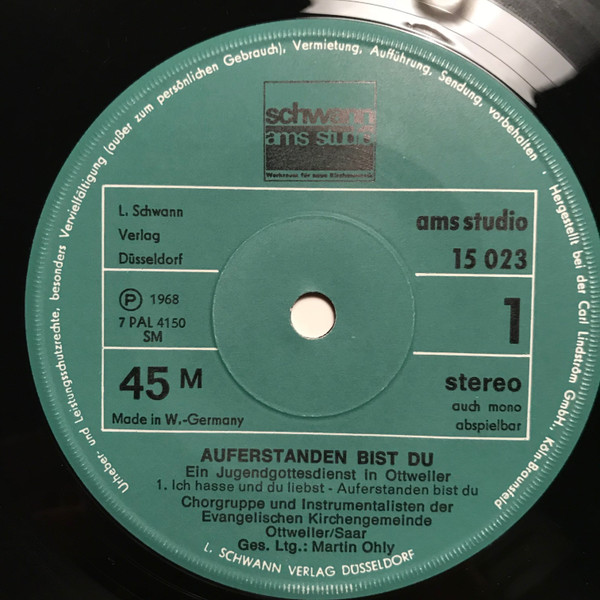 Urheber- und Leistungsschutzrechte, besonders Vervielfältigung (außer zum persönlichen Gebrauch), Vermietung, Aufführung, Sendung, vorbehalten · Hergestellt bei der Carl Lindström GmbH., Köln-Braunsfeld
schwann
ams studio
Werkraum für neue Kirchenmusik
L. Schwann
Verlag
Düsseldorf
ams studio
15 023
Ⓟ 1968
7 PAL 4150
SM
1
45 M
Made in W.-Germany
stereo
auch mono
abspielbar
AUFERSTANDEN BIST DU
Ein Jugendgottesdienst in Ottweiler
1. Ich hasse und du liebst - Auferstanden bist du
Chorgruppe und Instrumentalisten der
Evangelischen Kirchengemeinde
Ottweiler/Saar
Ges. Ltg.: Martin Ohly
L. SCHWANN VERLAG DÜSSELDORF